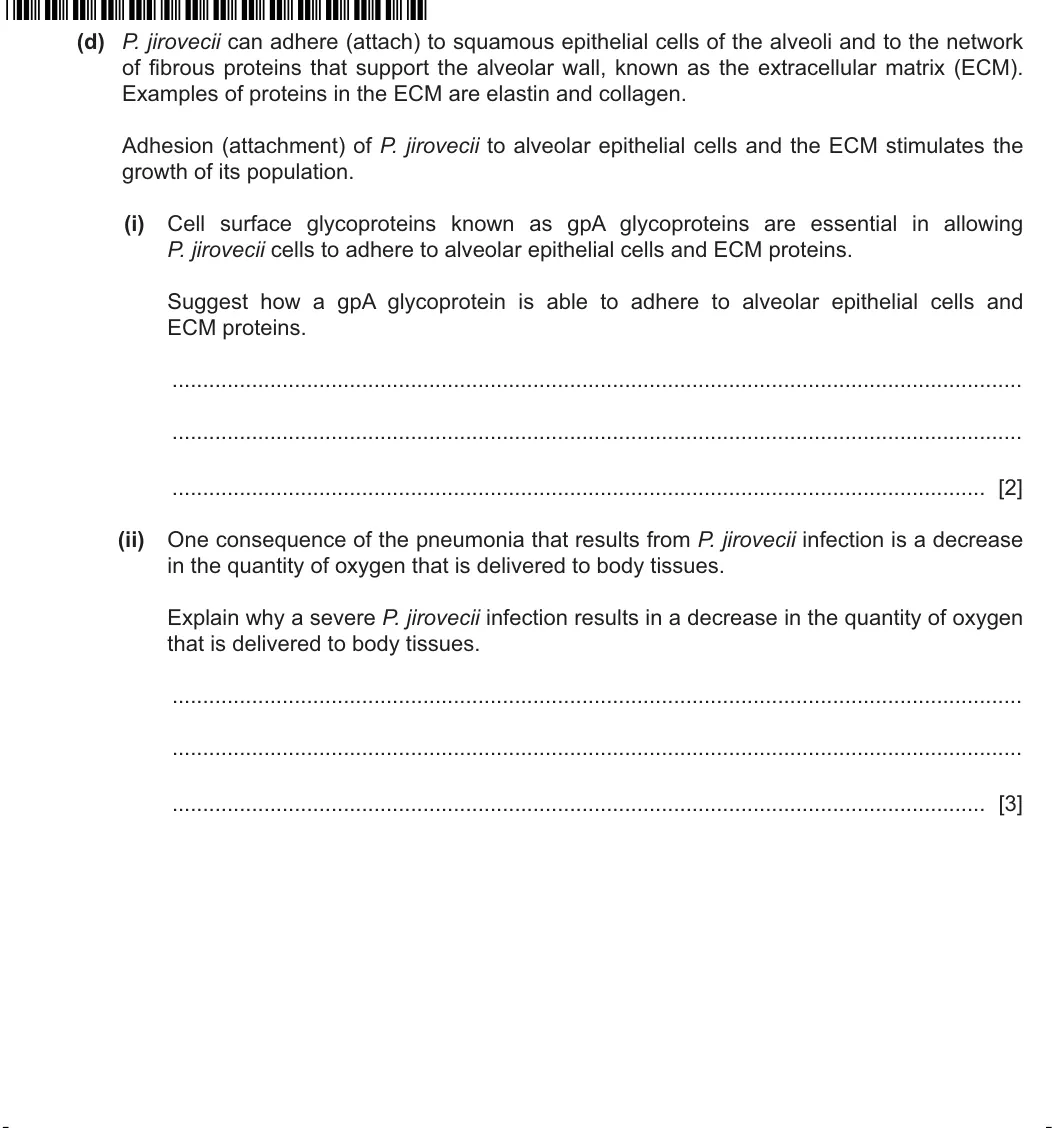 (d) P. jirovecii can adhere (attach) to squamous epithelial cells of the alveoli and to the network
of fibrous proteins that support the alveolar wall, known as the extracellular matrix (ECM).
Examples of proteins in the ECM are elastin and collagen.
Adhesion (attachment) of P. jirovecii to alveolar epithelial cells and the ECM stimulates the
growth of its population.
(i) Cell surface glycoproteins known as gpA glycoproteins are essential in allowing
P. jirovecii cells to adhere to alveolar epithelial cells and ECM proteins.
Suggest how a gpA glycoprotein is able to adhere to alveolar epithelial cells and
ECM proteins.
[2]
(ii) One consequence of the pneumonia that results from P. jirovecii infection is a decrease
in the quantity of oxygen that is delivered to body tissues.
Explain why a severe P. jirovecii infection results in a decrease in the quantity of oxygen
that is delivered to body tissues.
[3]